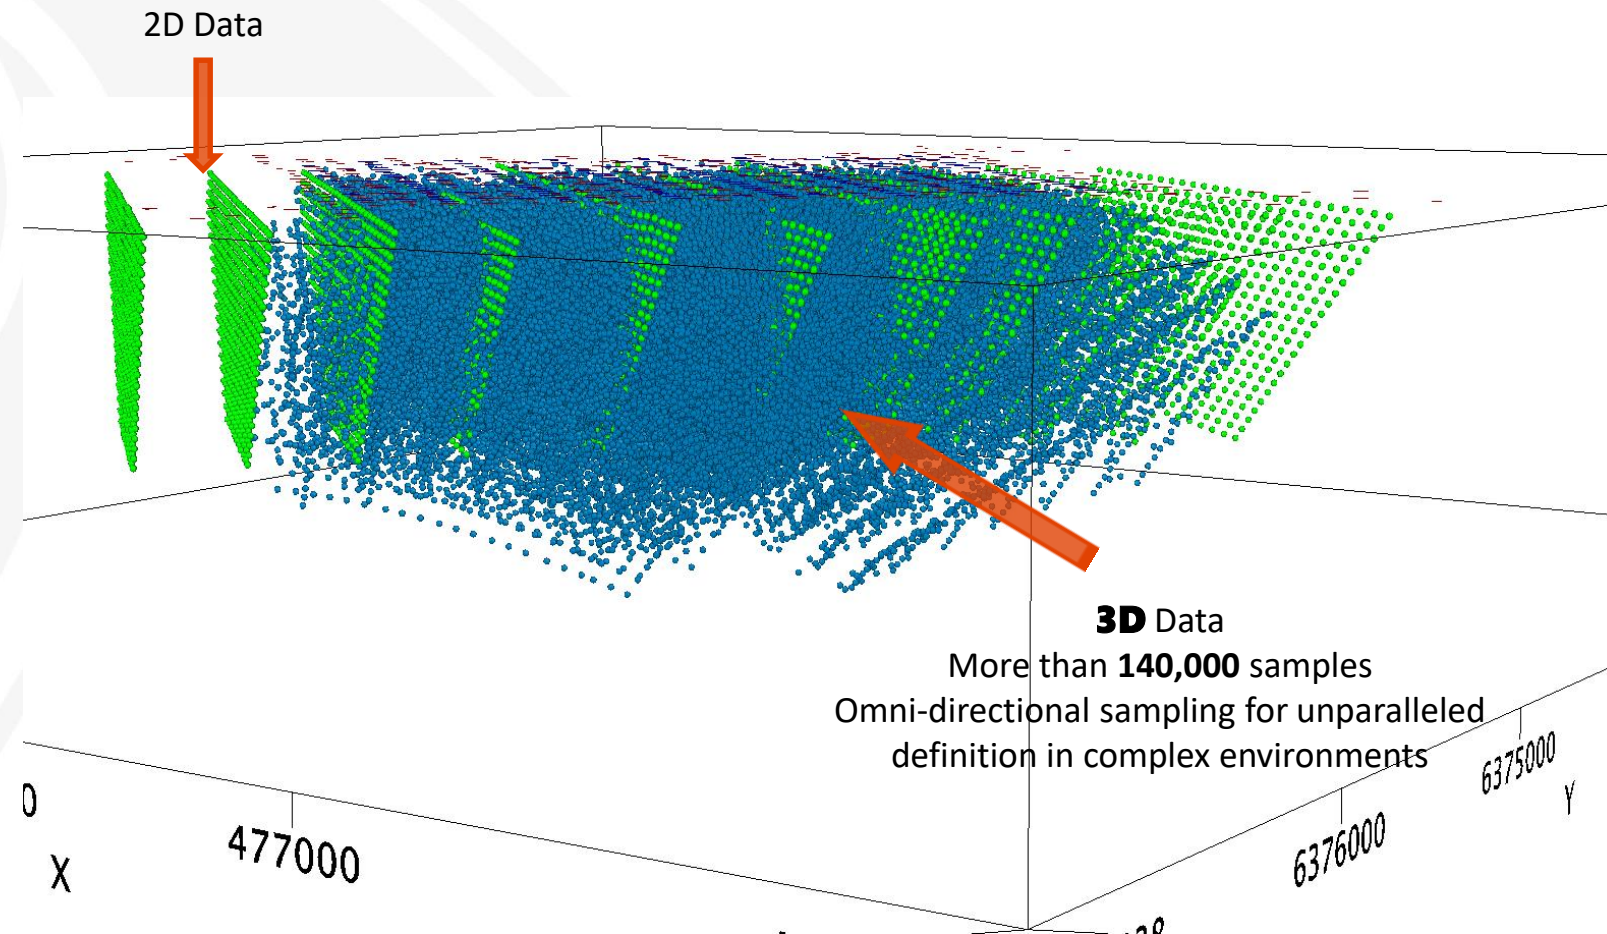 2D Data
3D Data
More than 140,000 samples
Omni-directional sampling for unparalleled
definition in complex environments
6375000
Y
6376000
0
477000
X